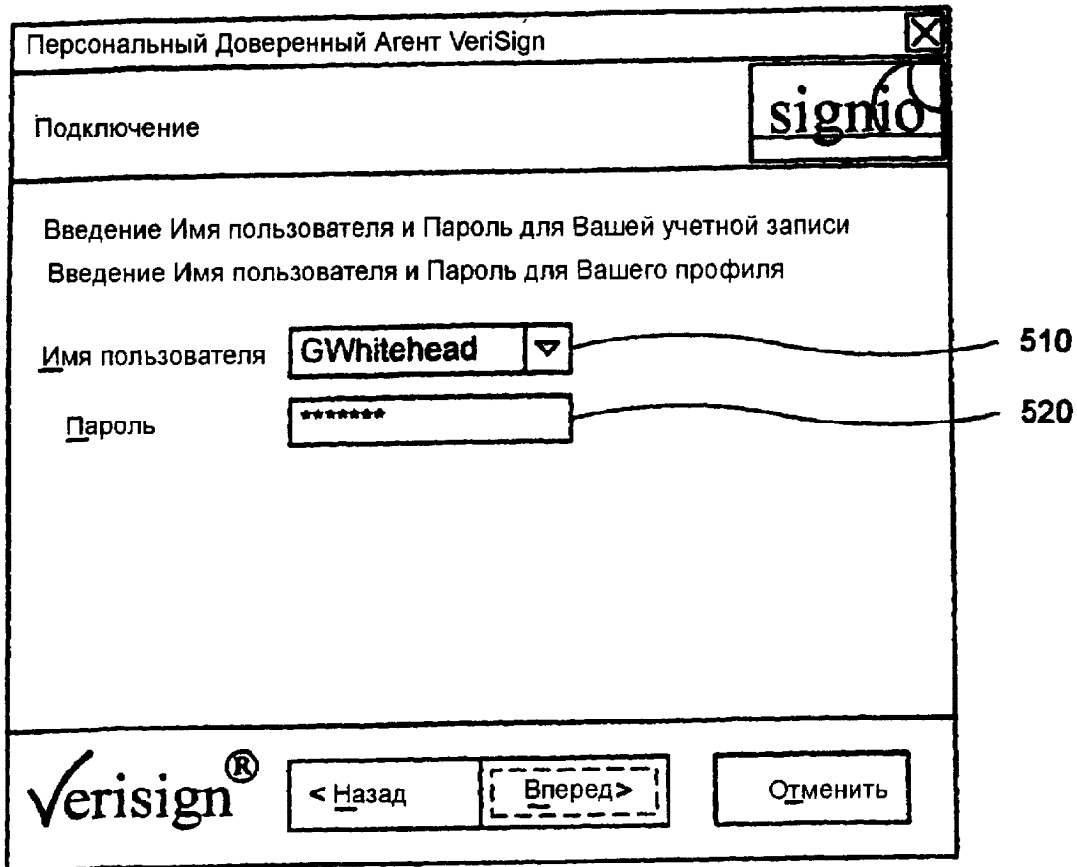 Персональный Доверенный Агент VeriSign
Подключение
signio
Введение Имя пользователя и Пароль для Вашей учетной записи
Введение Имя пользователя и Пароль для Вашего профиля
Имя пользователя GWhitehead 510
Пароль ******* 520
Verisign® < Назад Вперед> Отменить